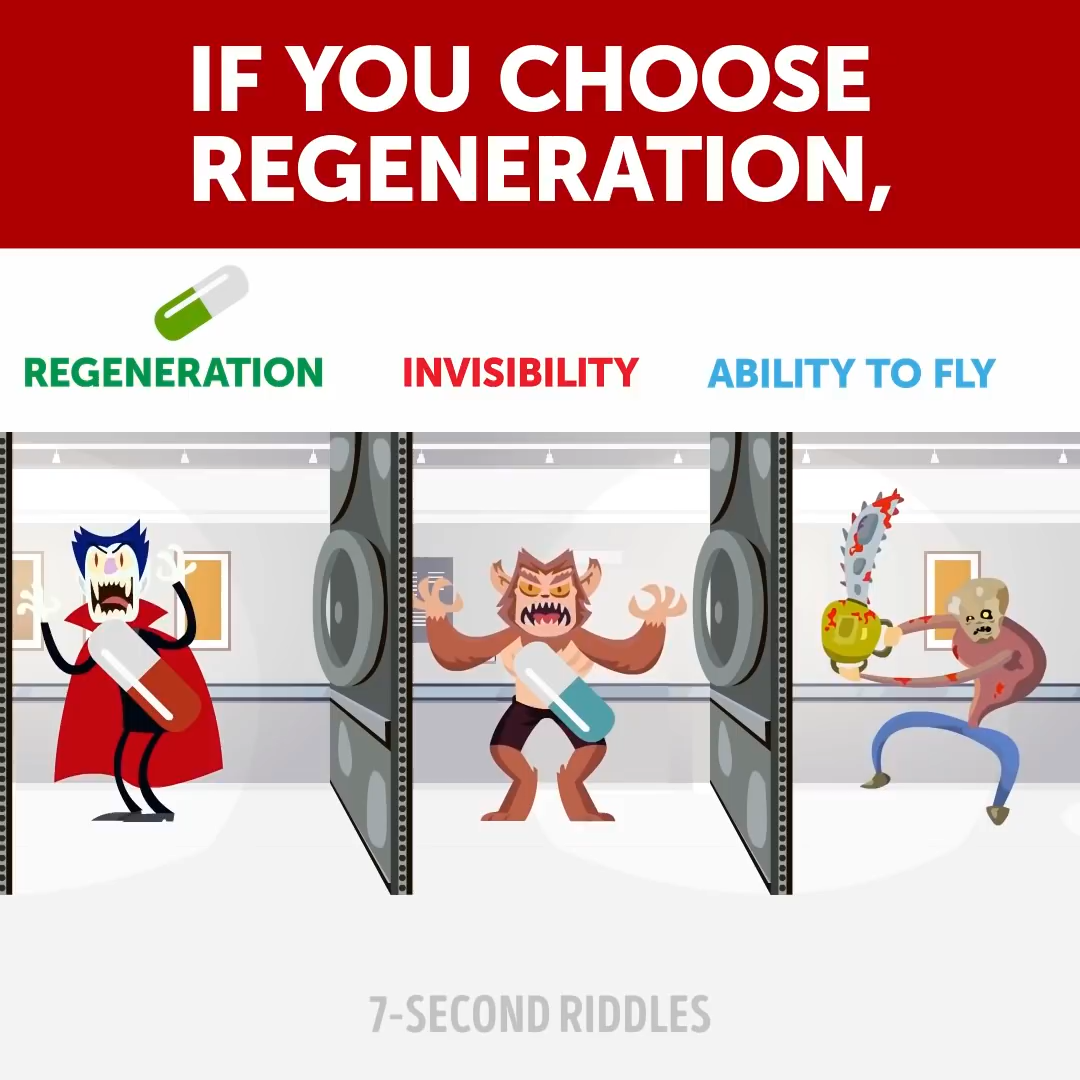 IF YOU CHOOSE
REGENERATION,
REGENERATION
INVISIBILITY
ABILITY TO FLY
7-SECOND RIDDLES